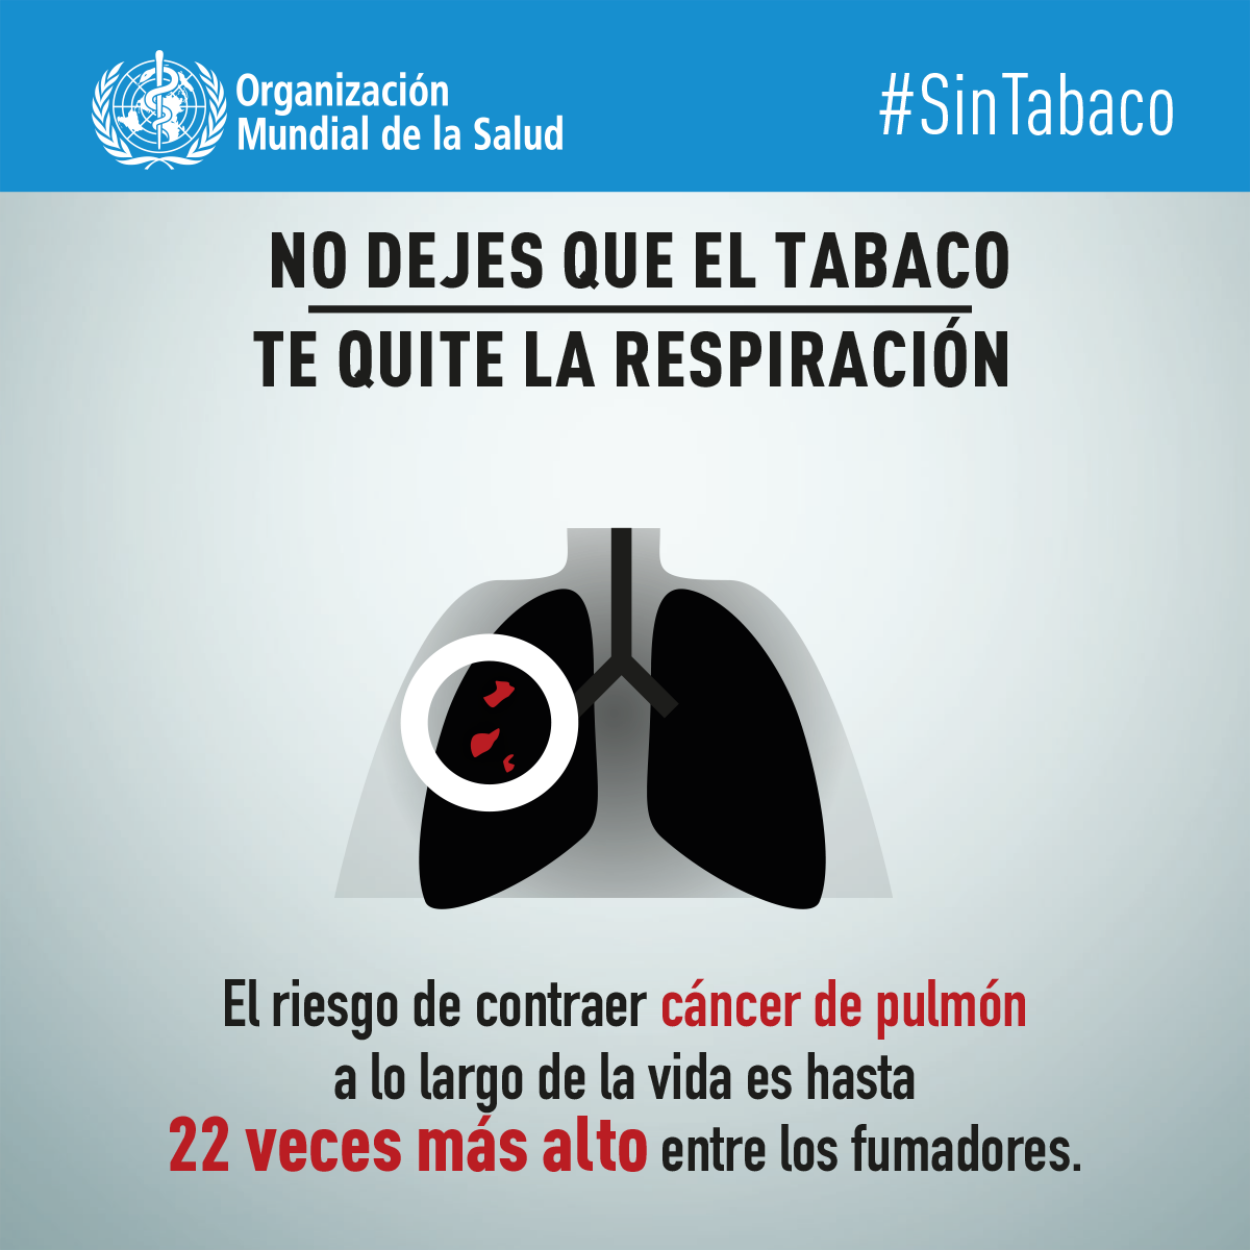 Organización
Mundial de la Salud
#SinTabaco
NO DEJES QUE EL TABACO
TE QUITE LA RESPIRACIÓN
El riesgo de contraer cáncer de pulmón
a lo largo de la vida es hasta
22 veces más alto entre los fumadores.